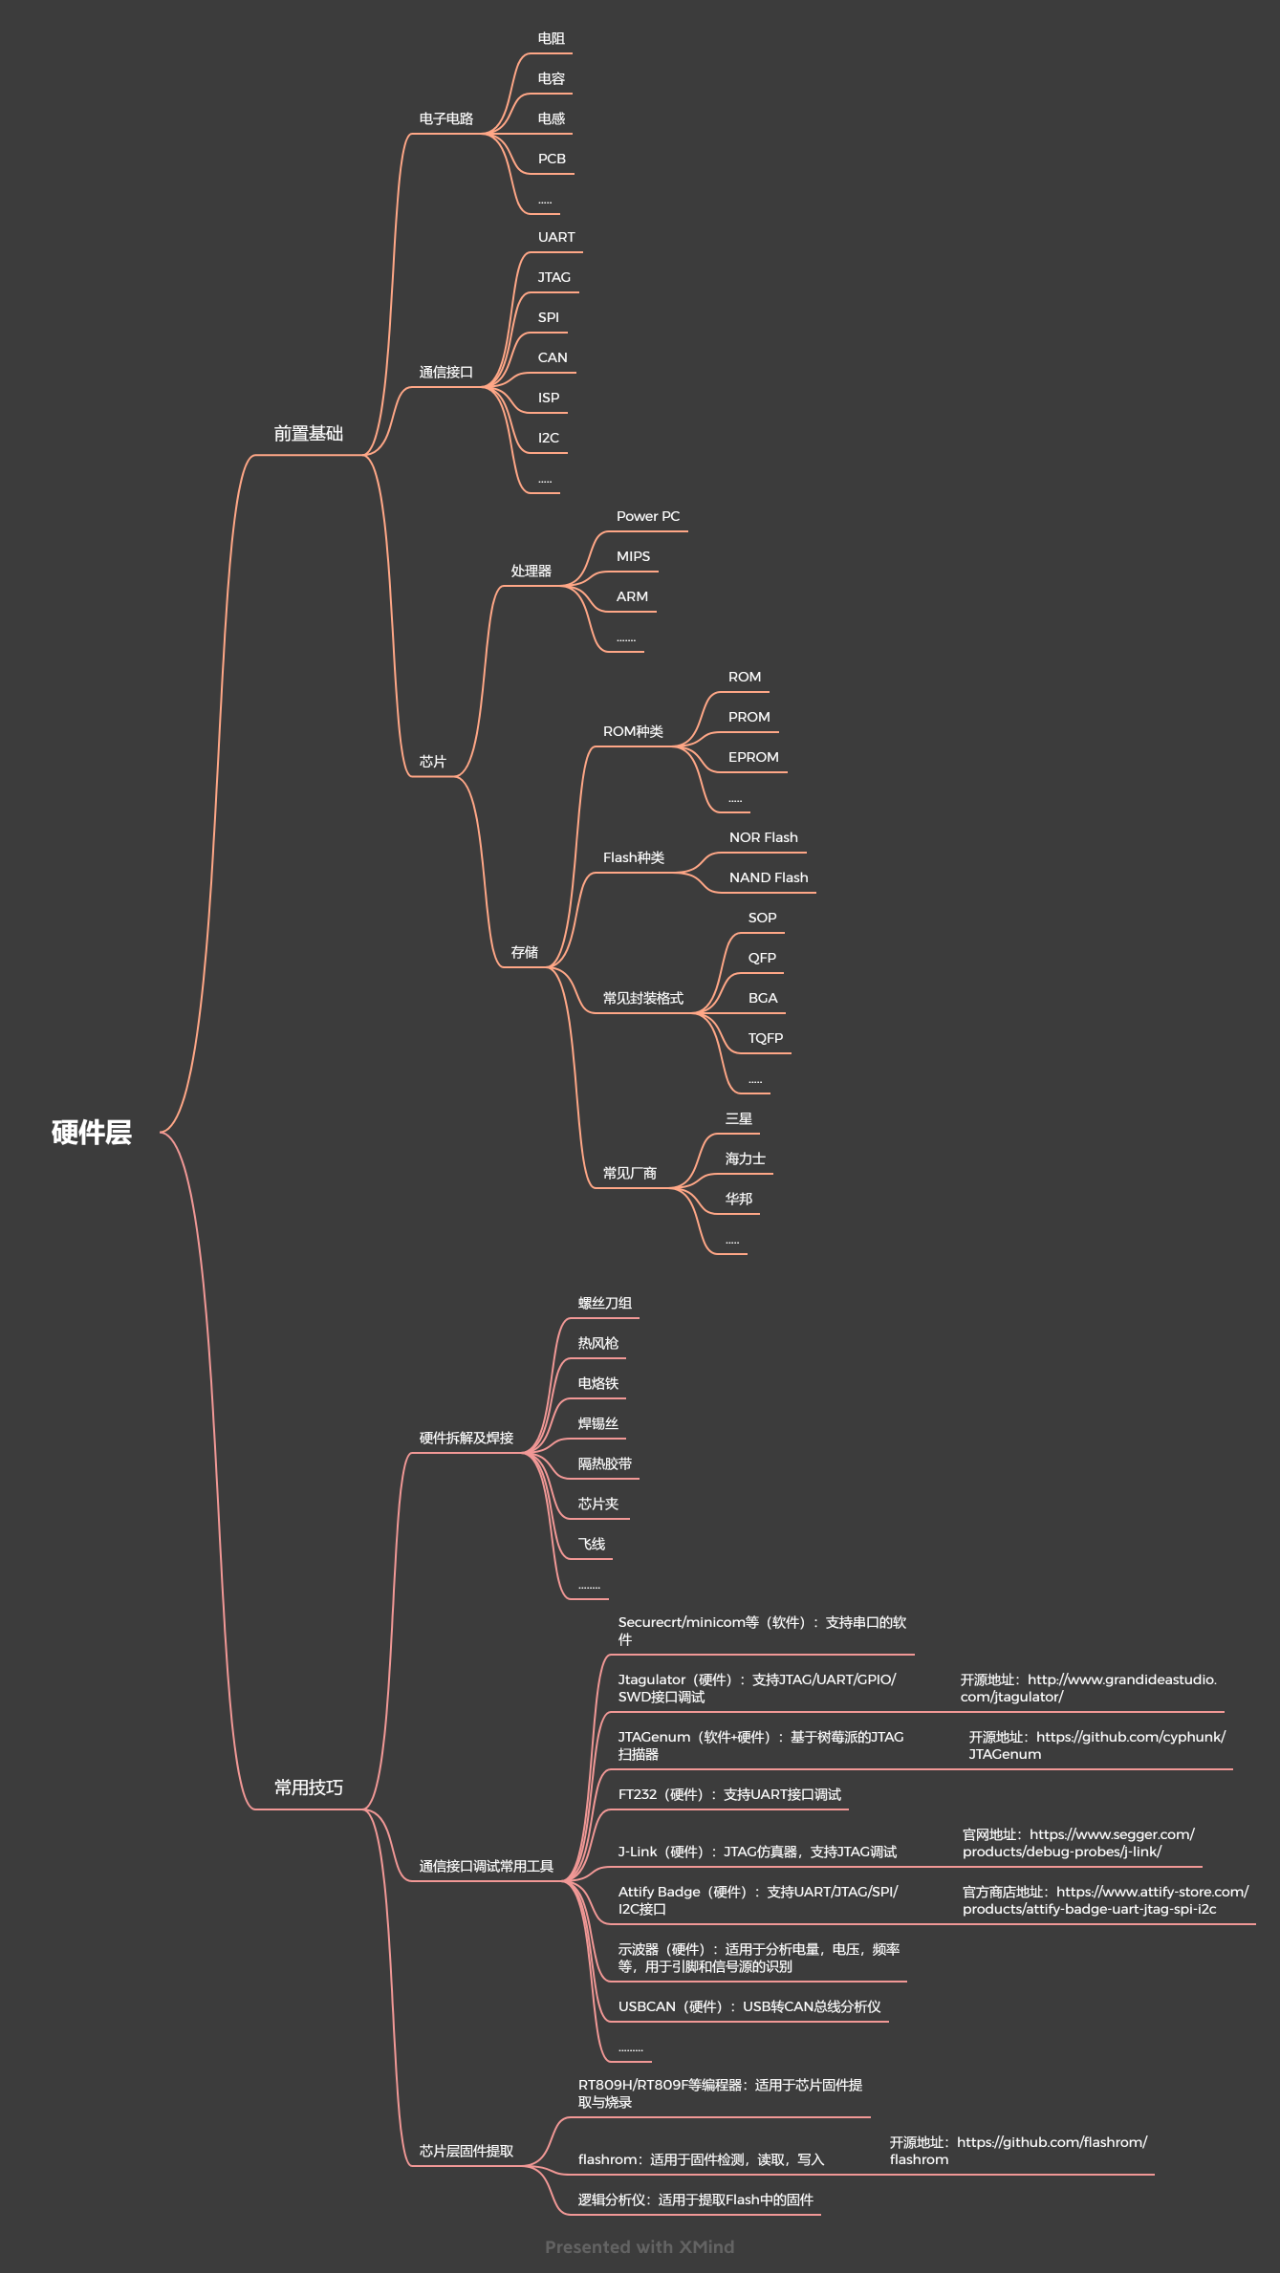 电阻
电容
电子电路
电感
PCB
.....
UART
JTAG
SPI
CAN
通信接口
ISP
I2C
前置基础
.....
Power PC
MIPS
处理器
ARM
.......
ROM
PROM
ROM种类
EPROM
芯片
.....
NOR Flash
Flash种类
NAND Flash
SOP
存储
QFP
常见封装格式
BGA
TQFP
.....
三星
硬件层
海力士
常见厂商
华邦
.....
螺丝刀组
热风枪
电烙铁
焊锡丝
硬件拆解及焊接
隔热胶带
芯片夹
飞线
........
Securecrt/minicom等（软件）：支持串口的软
件
Jtagulator（硬件）：支持JTAG/UART/GPIO/
SWD接口调试
开源地址：http://www.grandideastudio.
com/jtagulator/
JTAGenum（软件+硬件）：基于树莓派的JTAG
扫描器
开源地址：https://github.com/cyphunk/
JTAGenum
常用技巧
FT232（硬件）：支持UART接口调试
J-Link（硬件）：JTAG仿真器，支持JTAG调试
官网地址：https://www.segger.com/
products/debug-probes/j-link/
通信接口调试常用工具
Attify Badge（硬件）：支持UART/JTAG/SPI/
I2C接口
官方商店地址：https://www.attify-store.com/
products/attify-badge-uart-jtag-spi-i2c
示波器（硬件）：适用于分析电量，电压，频率
等，用于引脚和信号源的识别
USBCAN（硬件）：USB转CAN总线分析仪
.........
RT809H/RT809F等编程器：适用于芯片固件提
取与烧录
芯片层固件提取
flashrom：适用于固件检测，读取，写入
开源地址：https://github.com/flashrom/
flashrom
逻辑分析仪：适用于提取Flash中的固件
Presented with XMind